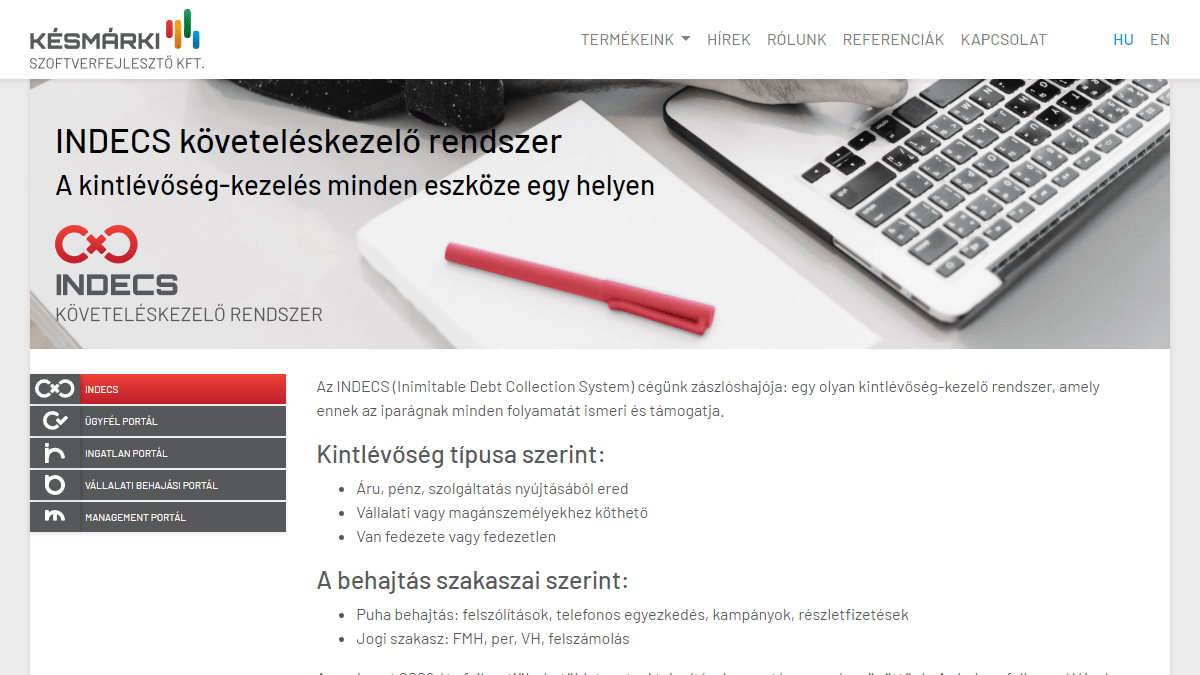 KÉSMÁRKI
SZOFTVERFEJLESZTŐ KFT.
TERMÉKEINK HÍREK RÓLUNK REFERENCIÁK KAPCSOLAT HU EN
INDECS követeléskezelő rendszer
A kintlévőség-kezelés minden eszköze egy helyen
INDECS
KÖVETELÉSKEZELŐ RENDSZER
INDECS
ÜGYFÉL PORTÁL
INGATLAN PORTÁL
VÁLLALATI BEHAJÁSI PORTÁL
MANAGEMENT PORTÁL
Az INDECS (Inimitable Debt Collection System) cégünk zászlóshajója: egy olyan kintlévőség-kezelő rendszer, amely
ennek az iparágnak minden folyamatát ismeri és támogatja.
Kintlévőség típusa szerint:
Áru, pénz, szolgáltatás nyújtásából ered
Vállalati vagy magánszemélyekhez köthető
Van fedezete vagy fedezetlen
A behajtás szakaszai szerint:
Puha behajtás: felszólítások, telefonos egyezkedés, kampányok, részletfizetések
Jogi szakasz: FMH, per, VH, felszámolás